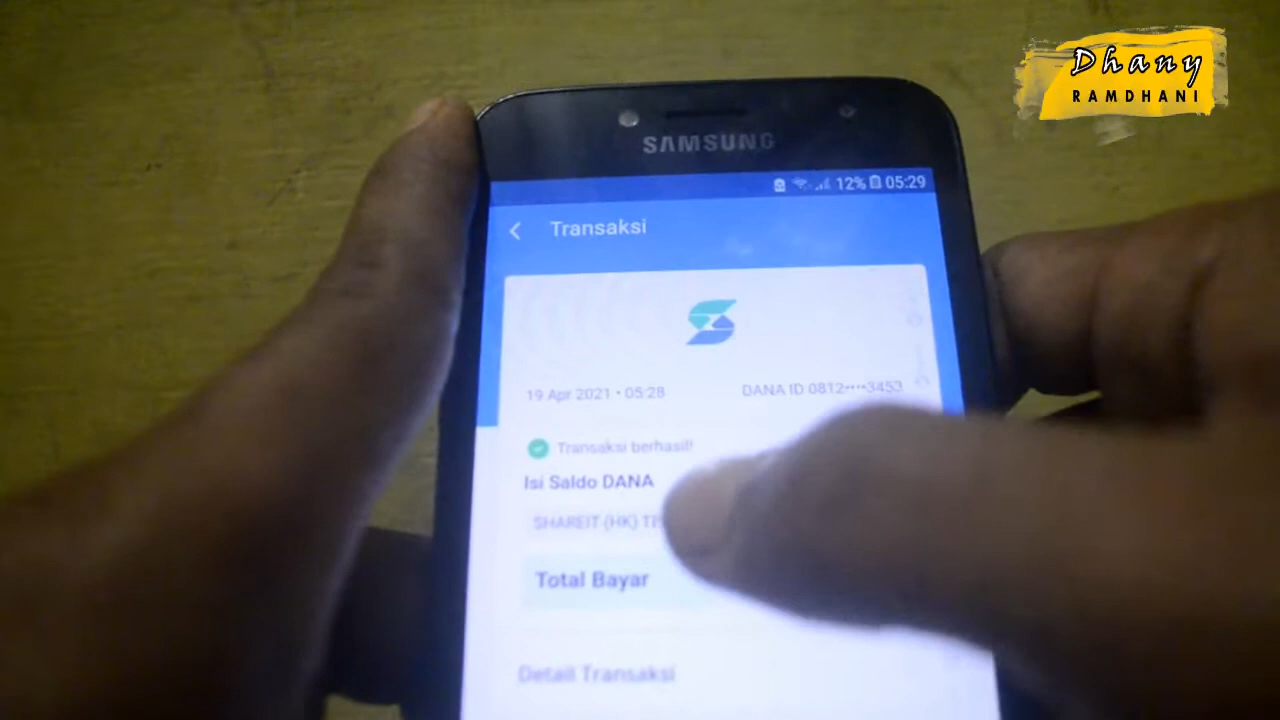 Dhany
RAMDHANI
SAMSUNG
12% 05:29
Transaksi
19 Apr 2021 • 05:28 DANA ID 0812••••3453
Transaksi berhasil!
Isi Saldo DANA
SHAREIT (HK)
Total Bayar
Detail Transaksi